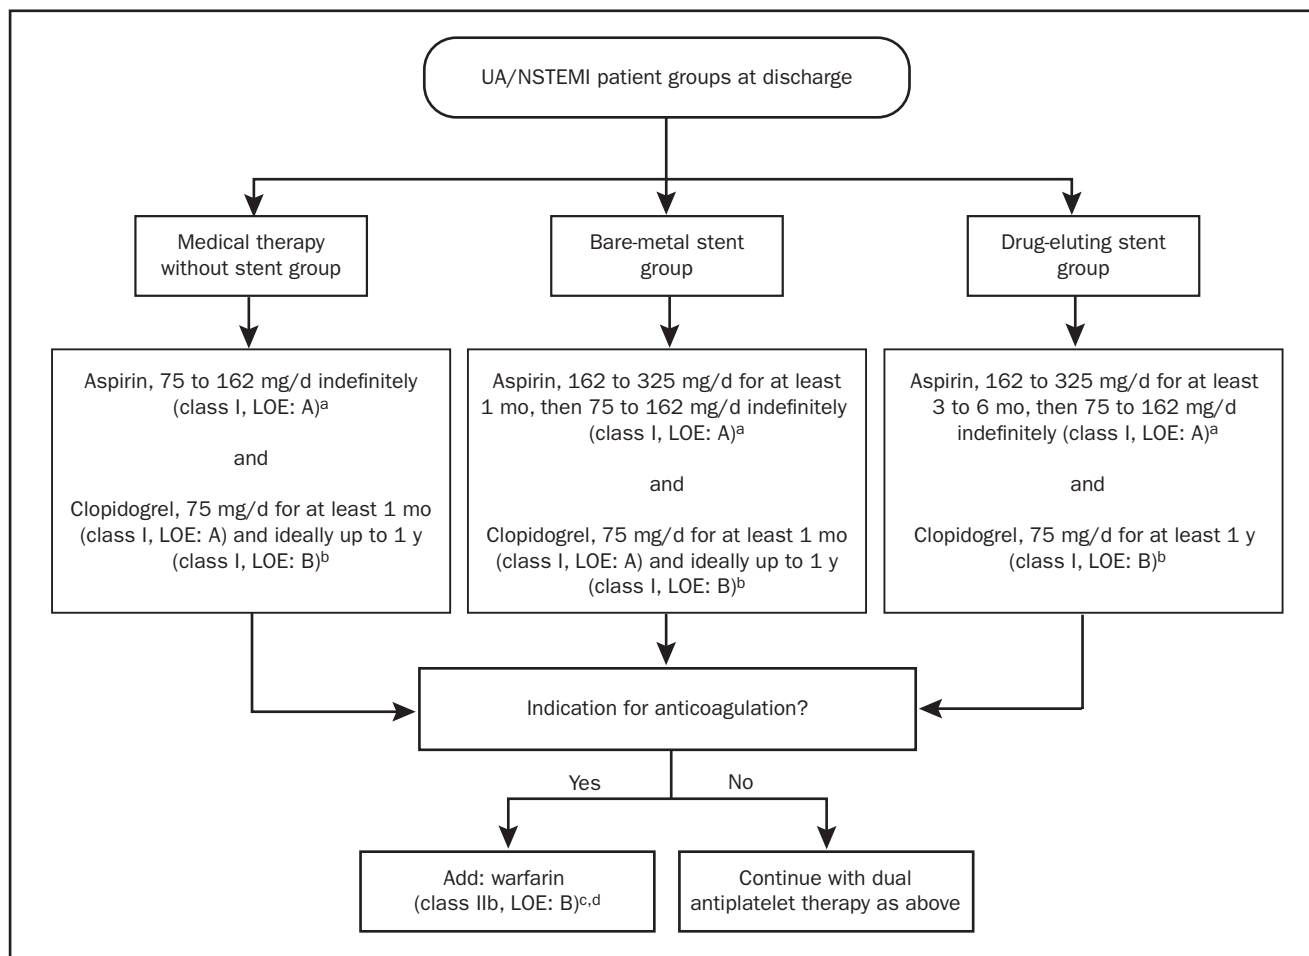 UA/NSTEMI patient groups at discharge
Medical therapy
without stent group
Bare-metal stent
group
Drug-eluting stent
group
Aspirin, 75 to 162 mg/d indefinitely
(class I, LOE: A)ᵃ
and
Clopidogrel, 75 mg/d for at least 1 mo
(class I, LOE: A) and ideally up to 1 y
(class I, LOE: B)ᵇ
Aspirin, 162 to 325 mg/d for at least
1 mo, then 75 to 162 mg/d indefinitely
(class I, LOE: A)ᵃ
and
Clopidogrel, 75 mg/d for at least 1 mo
(class I, LOE: A) and ideally up to 1 y
(class I, LOE: B)ᵇ
Aspirin, 162 to 325 mg/d for at least
3 to 6 mo, then 75 to 162 mg/d
indefinitely (class I, LOE: A)ᵃ
and
Clopidogrel, 75 mg/d for at least 1 y
(class I, LOE: B)ᵇ
Indication for anticoagulation?
Yes
No
Add: warfarin
(class IIb, LOE: B)ᶜ,ᵈ
Continue with dual
antiplatelet therapy as above